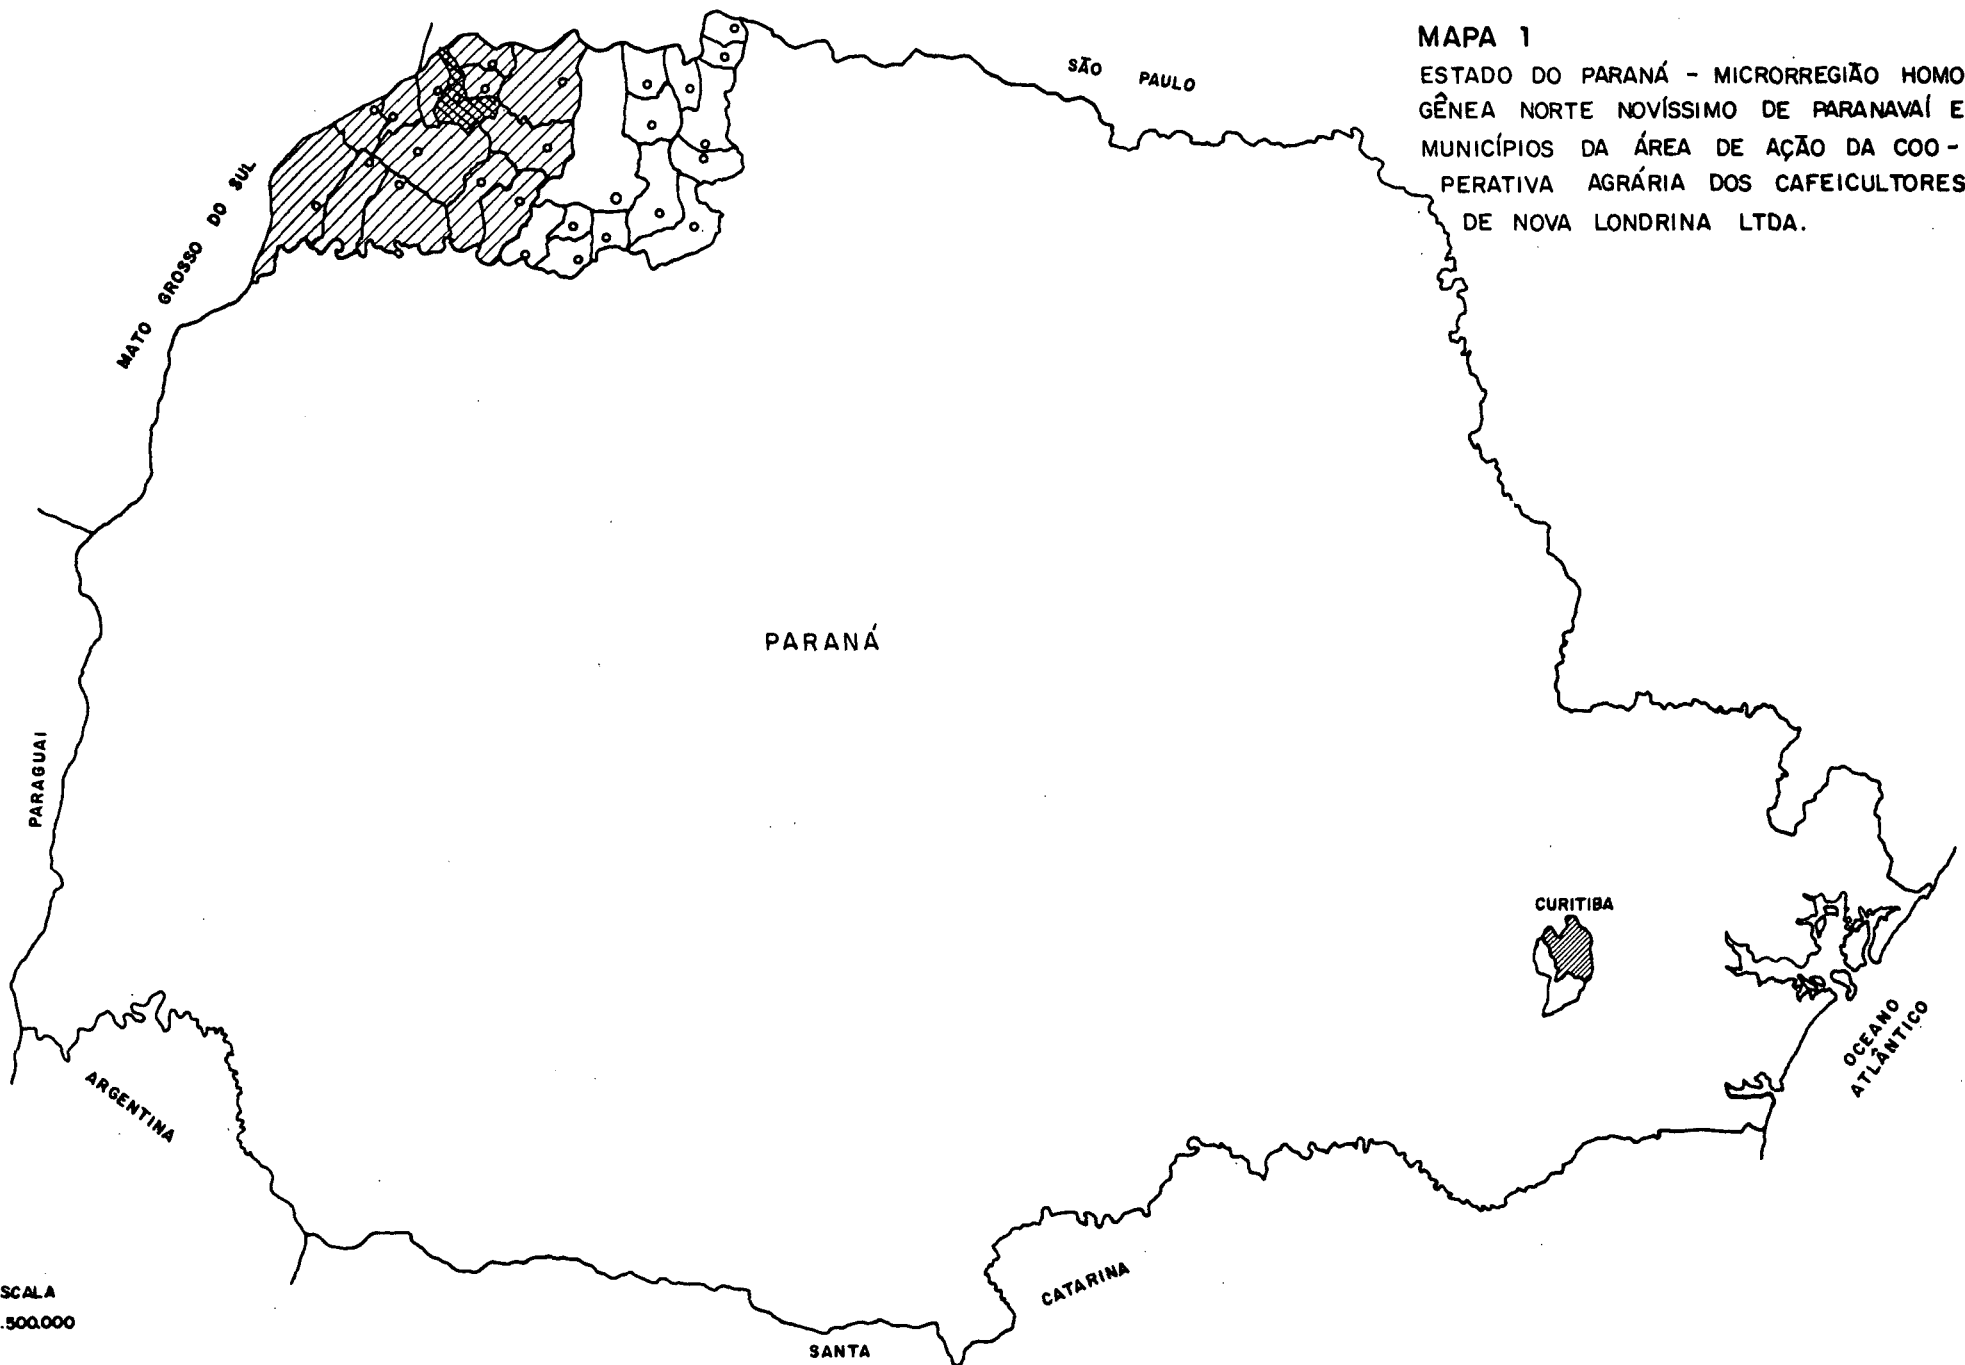 MAPA 1
ESTADO DO PARANÁ - MICRORREGIÃO HOMO
GÊNEA NORTE NOVÍSSIMO DE PARANAVAÍ E
MUNICÍPIOS DA ÁREA DE AÇÃO DA COO-
PERATIVA AGRÁRIA DOS CAFEICULTORES
DE NOVA LONDRINA LTDA.
SÃO PAULO
MATO GROSSO DO SUL
PARANÁ
PARAGUAI
CURITIBA
OCEANO
ATLÂNTICO
ARGENTINA
CATARINA
SANTA
SCALA
.500.000